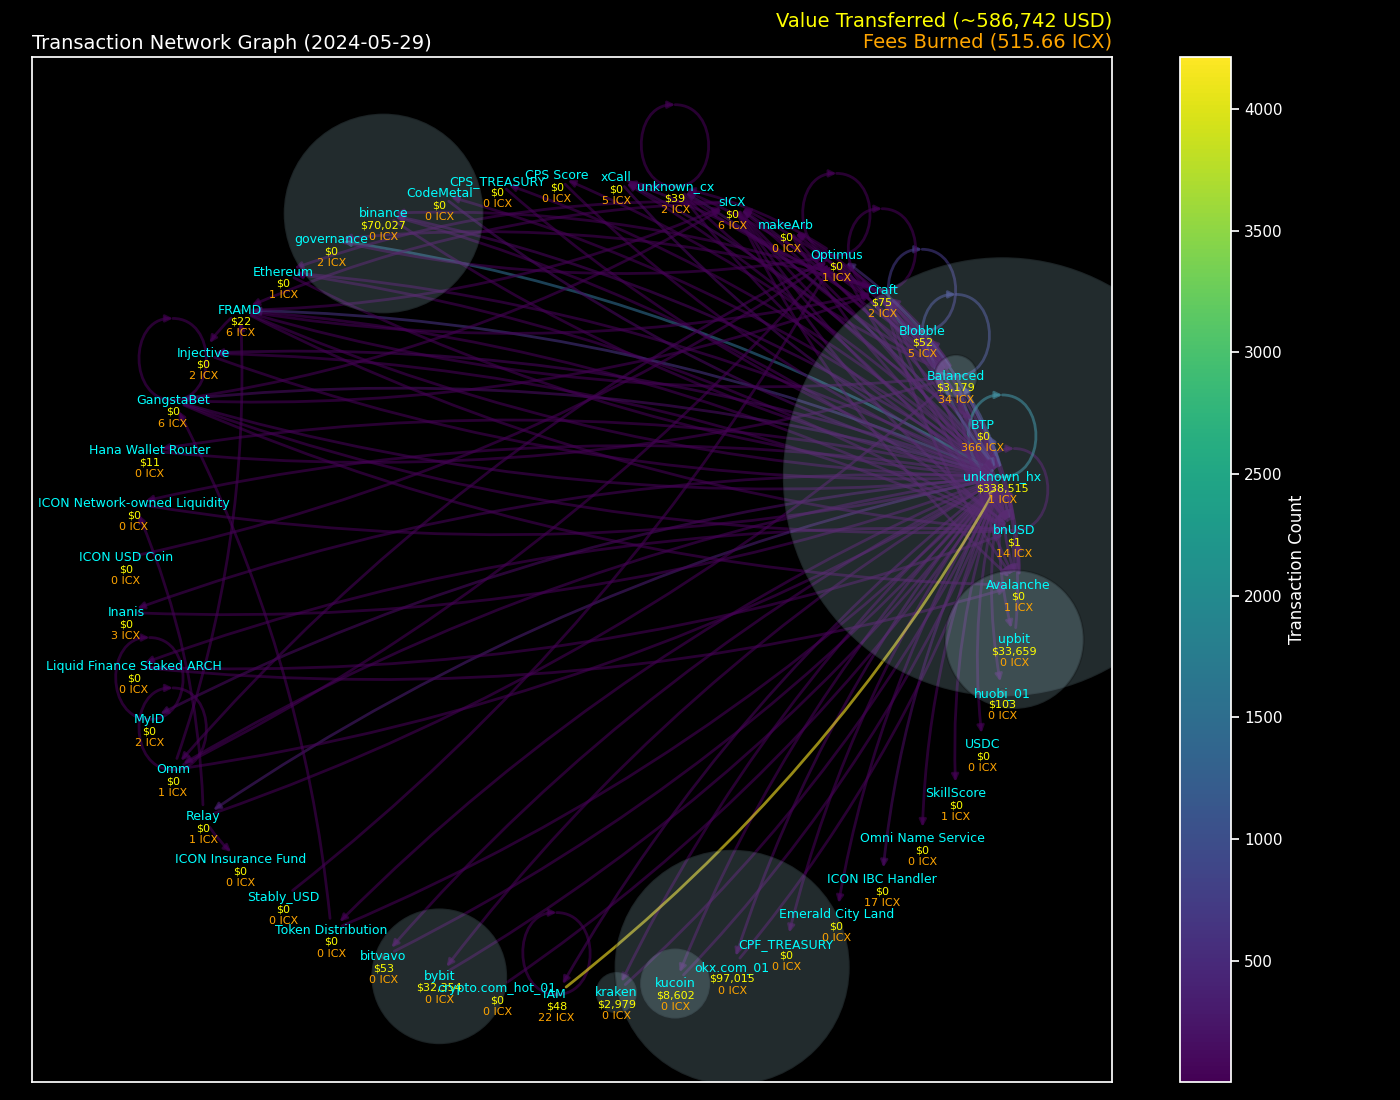 Value Transferred (~586,742 USD)
Transaction Network Graph (2024-05-29)
Fees Burned (515.66 ICX)
CPS Score
$0
0 ICX
xCall
$0
5 ICX
CPS_TREASURY
$0
0 ICX
unknown_cx
$39
2 ICX
CodeMetal
$0
0 ICX
sICX
$0
6 ICX
binance
$70,027
0 ICX
makeArb
$0
0 ICX
governance
$0
2 ICX
Optimus
$0
1 ICX
Ethereum
$0
1 ICX
Craft
$75
2 ICX
FRAMD
$22
6 ICX
Blobble
$52
5 ICX
Injective
$0
2 ICX
Balanced
$3,179
34 ICX
GangstaBet
$0
6 ICX
BTP
$0
366 ICX
Hana Wallet Router
$11
0 ICX
unknown_hx
$338,515
1 ICX
ICON Network-owned Liquidity
$0
0 ICX
bnUSD
$1
14 ICX
ICON USD Coin
$0
0 ICX
Avalanche
$0
1 ICX
Inanis
$0
3 ICX
upbit
$33,659
0 ICX
Liquid Finance Staked ARCH
$0
0 ICX
huobi_01
$103
0 ICX
MyID
$0
2 ICX
USDC
$0
0 ICX
Omm
$0
1 ICX
SkillScore
$0
1 ICX
Relay
$0
1 ICX
Omni Name Service
$0
0 ICX
ICON Insurance Fund
$0
0 ICX
ICON IBC Handler
$0
17 ICX
Stably_USD
$0
0 ICX
Emerald City Land
$0
0 ICX
Token Distribution
$0
0 ICX
CPF_TREASURY
$0
0 ICX
bitvavo
$53
0 ICX
okx.com_01
$97,015
0 ICX
bybit
$32,354
0 ICX
kucoin
$8,602
0 ICX
crypto.com_hot_01
$0
0 ICX
TAM
$48
22 ICX
kraken
$2,979
0 ICX
4000
3500
3000
2500
2000
1500
1000
500
Transaction Count